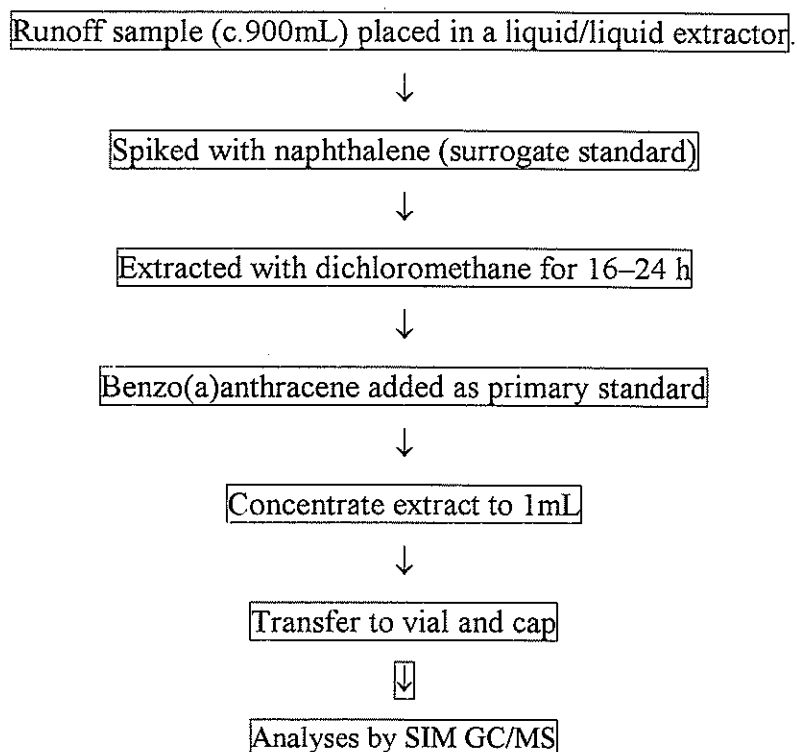 Runoff sample (c.900mL) placed in a liquid/liquid extractor.
↓
Spiked with naphthalene (surrogate standard)
↓
Extracted with dichloromethane for 16–24 h
↓
Benzo(a)anthracene added as primary standard
↓
Concentrate extract to 1mL
↓
Transfer to vial and cap
↓
Analyses by SIM GC/MS